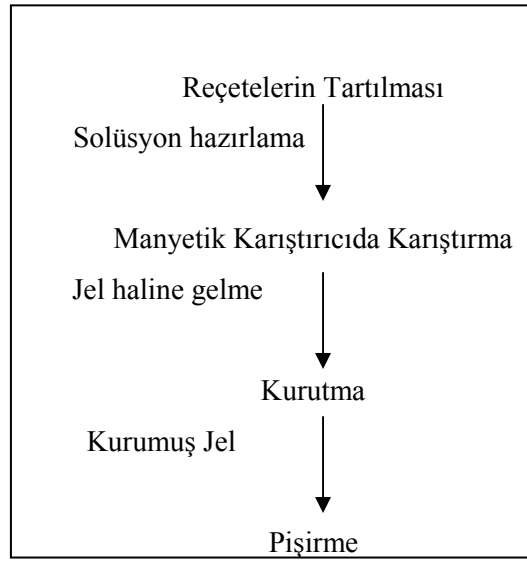 Reçetelerin Tartılması
Solüsyon hazırlama
Manyetik Karıştırıcıda Karıştırma
Jel haline gelme
Kurutma
Kurumuş Jel
Pişirme